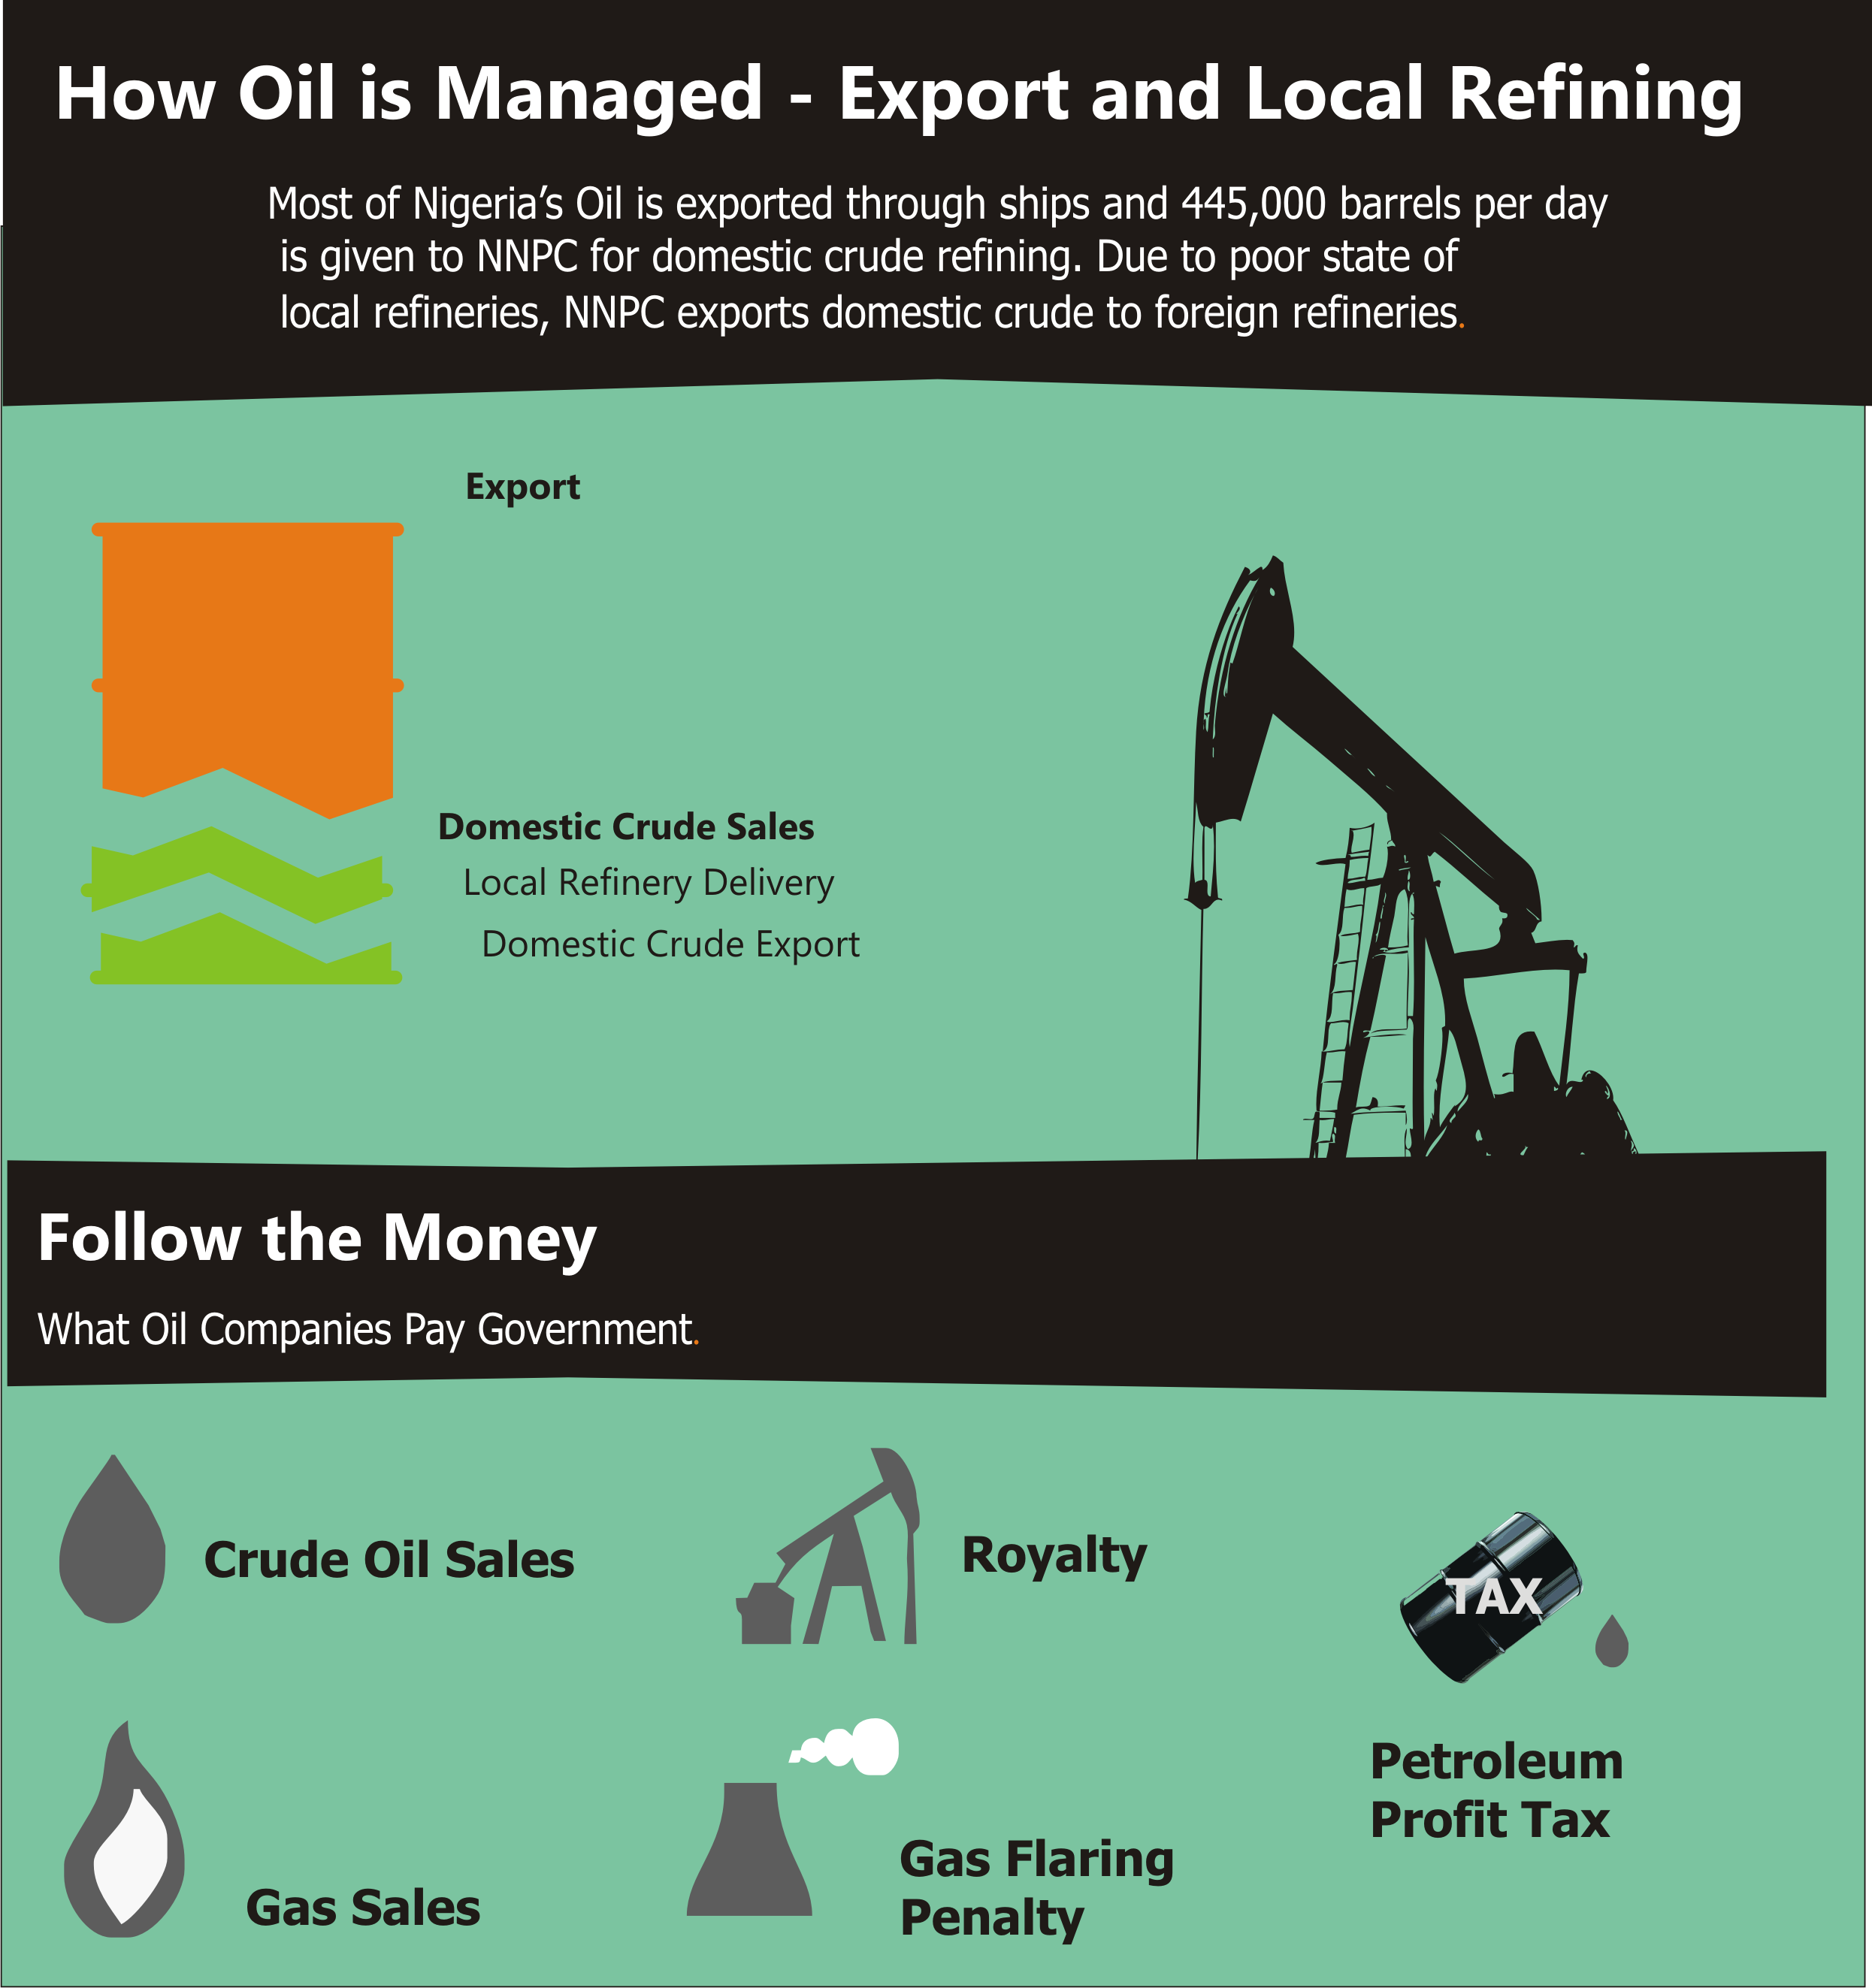 How Oil is Managed - Export and Local Refining
Most of Nigeria’s Oil is exported through ships and 445,000 barrels per day
is given to NNPC for domestic crude refining. Due to poor state of
local refineries, NNPC exports domestic crude to foreign refineries.
Export
Domestic Crude Sales
Local Refinery Delivery
Domestic Crude Export
Follow the Money
What Oil Companies Pay Government.
Crude Oil Sales
Royalty
TAX
Petroleum
Profit Tax
Gas Sales
Gas Flaring
Penalty